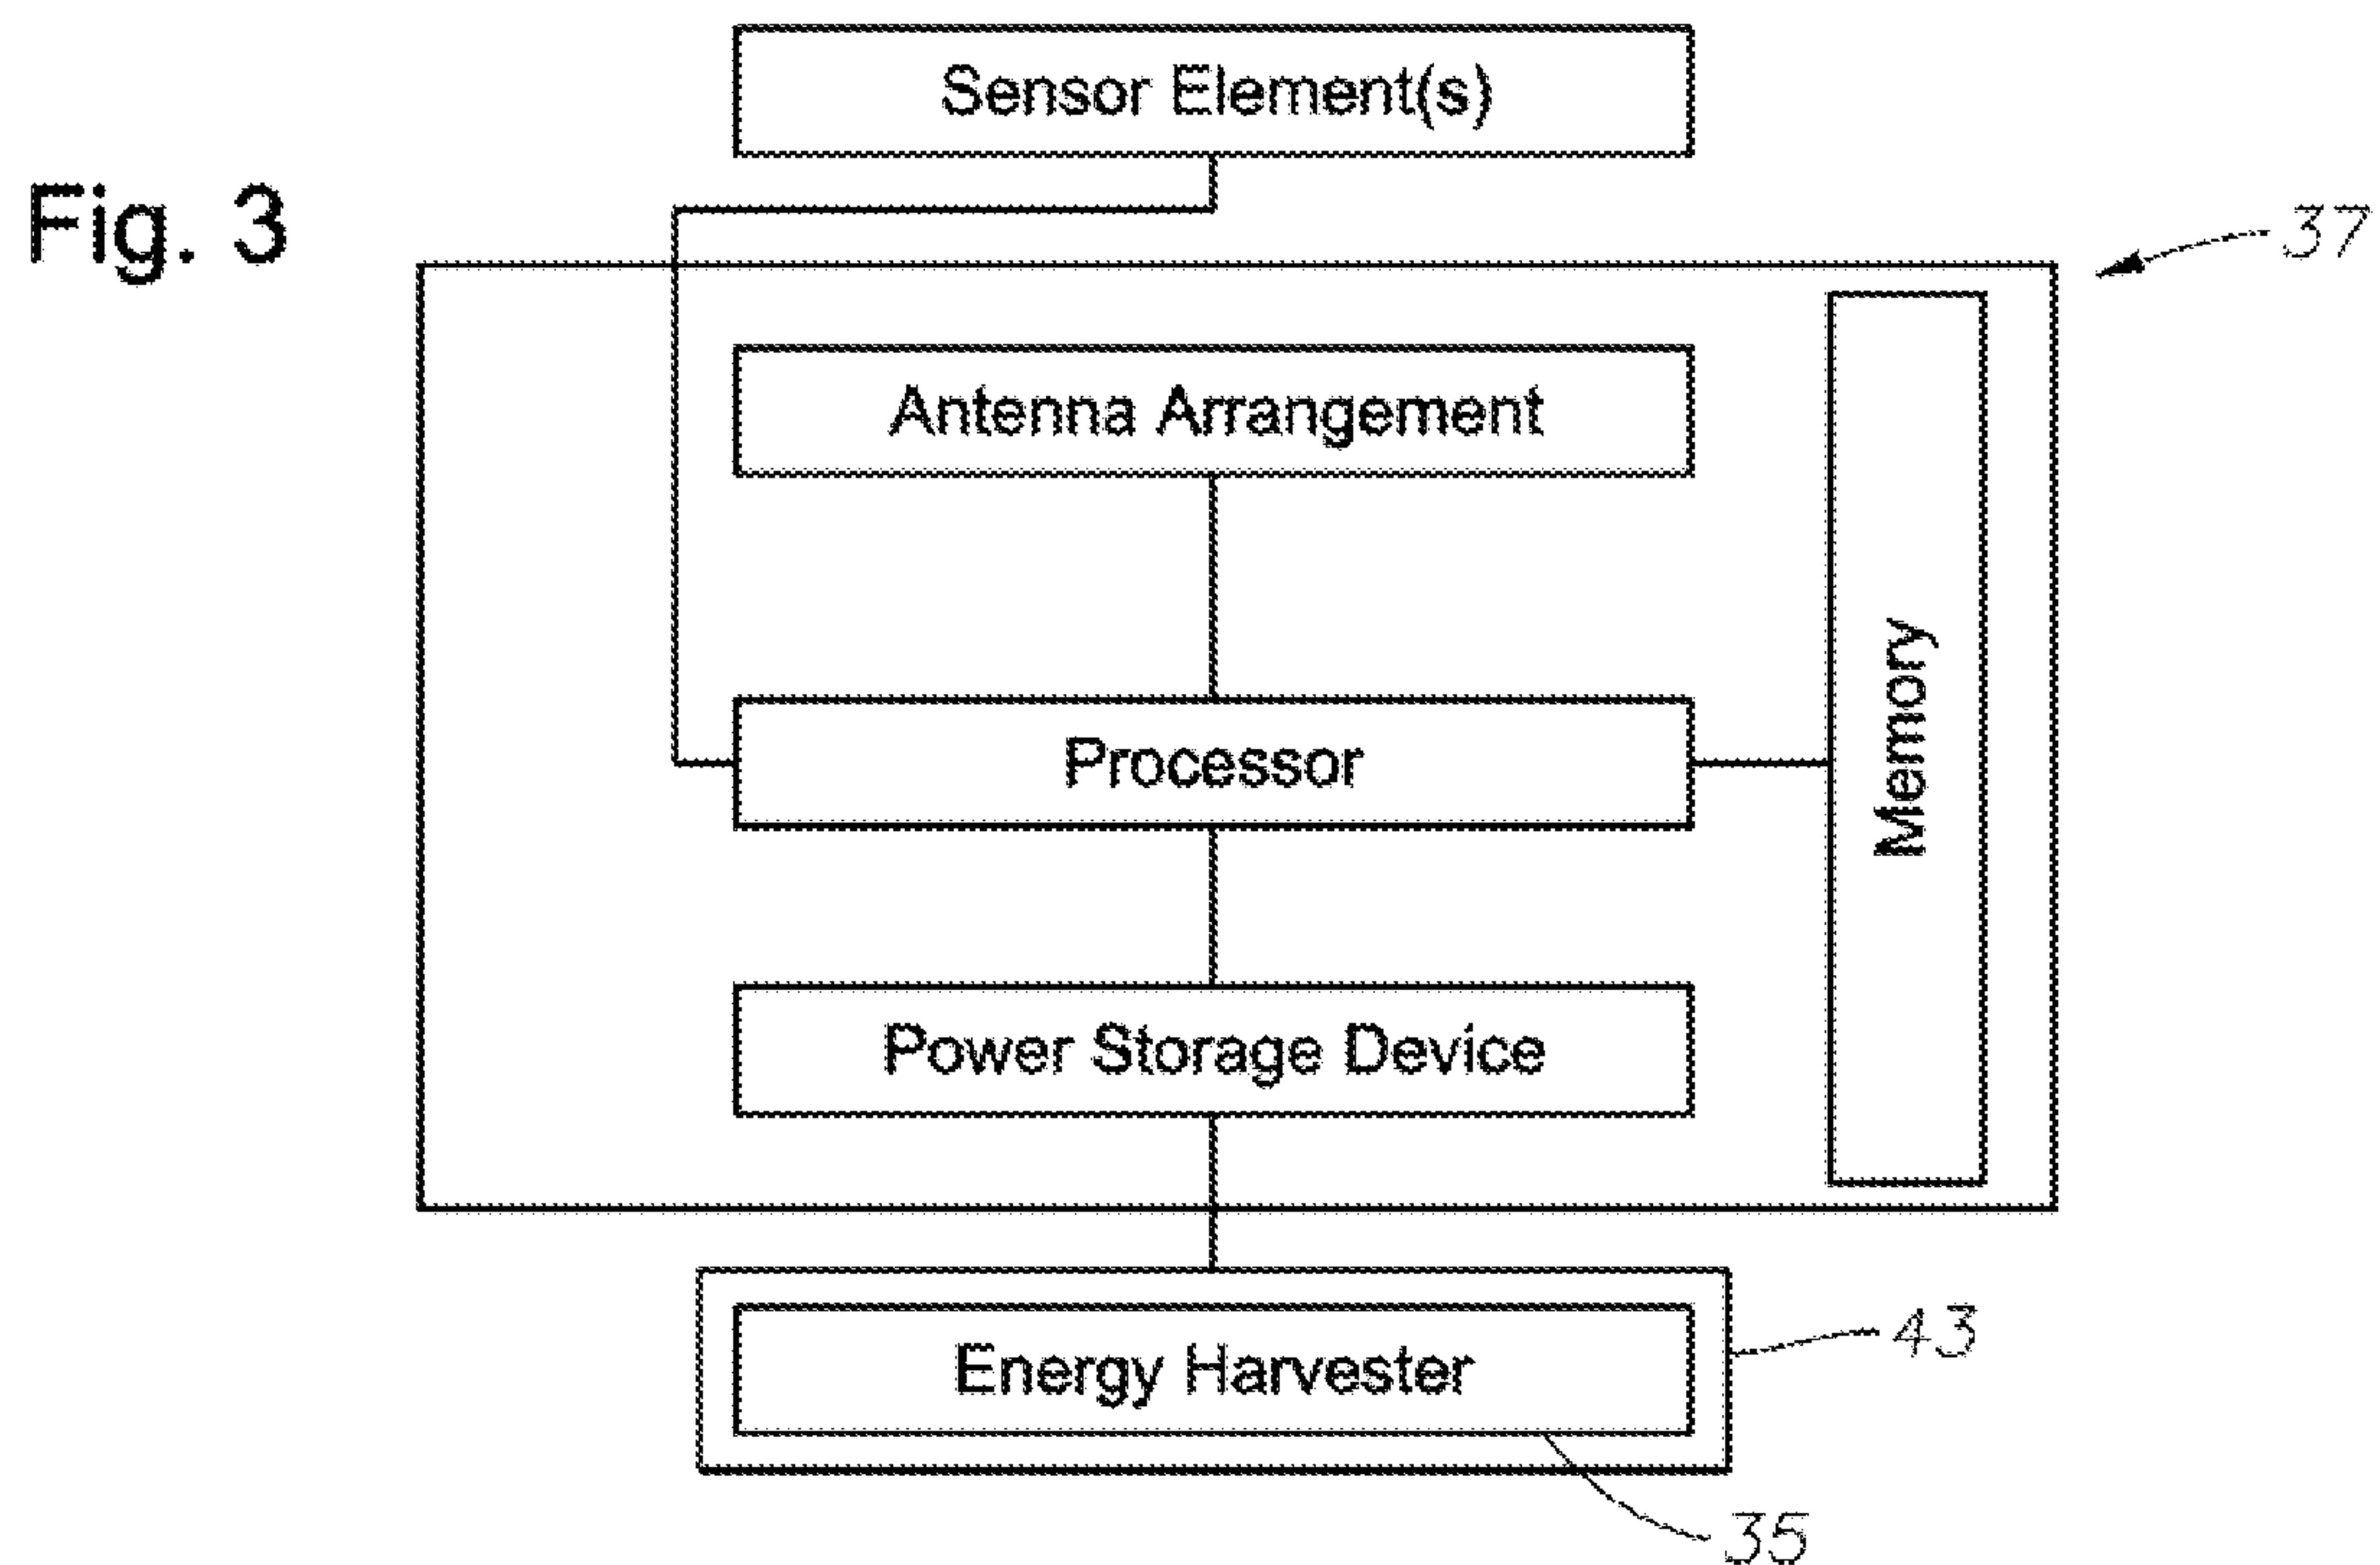 Sensor Element(s)
Fig. 3
37
Antenna Arrangement
Processor
Memory
Power Storage Device
Energy Harvester
43
35